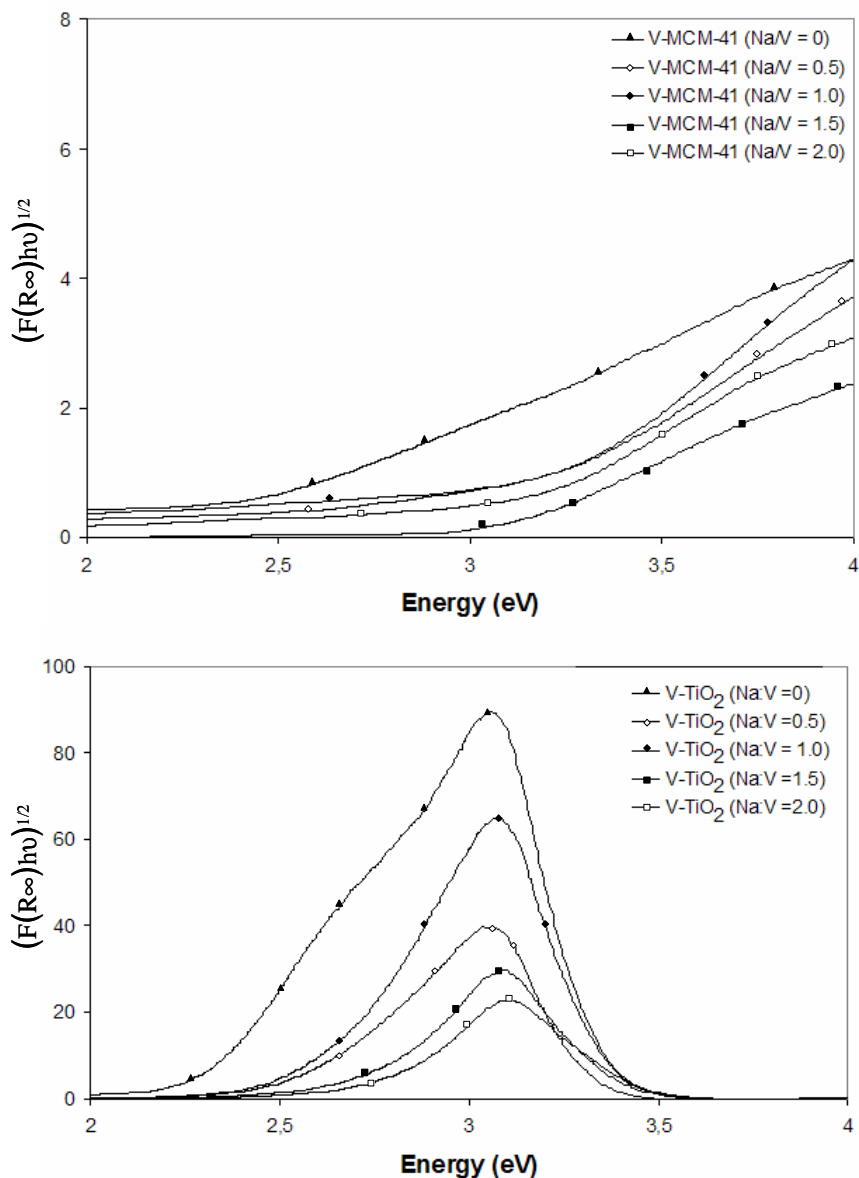 8
6
4
2
0
2
2,5
3
3,5
4
(F(R∞)hυ)1/2
Energy (eV)
V-MCM-41 (Na/V = 0)
V-MCM-41 (Na/V = 0.5)
V-MCM-41 (Na/V = 1.0)
V-MCM-41 (Na/V = 1.5)
V-MCM-41 (Na/V = 2.0)
100
80
60
40
20
0
2
2,5
3
3,5
4
(F(R∞)hυ)1/2
Energy (eV)
V-TiO2 (Na:V =0)
V-TiO2 (Na:V =0.5)
V-TiO2 (Na:V = 1.0)
V-TiO2 (Na:V =1.5)
V-TiO2 (Na:V =2.0)